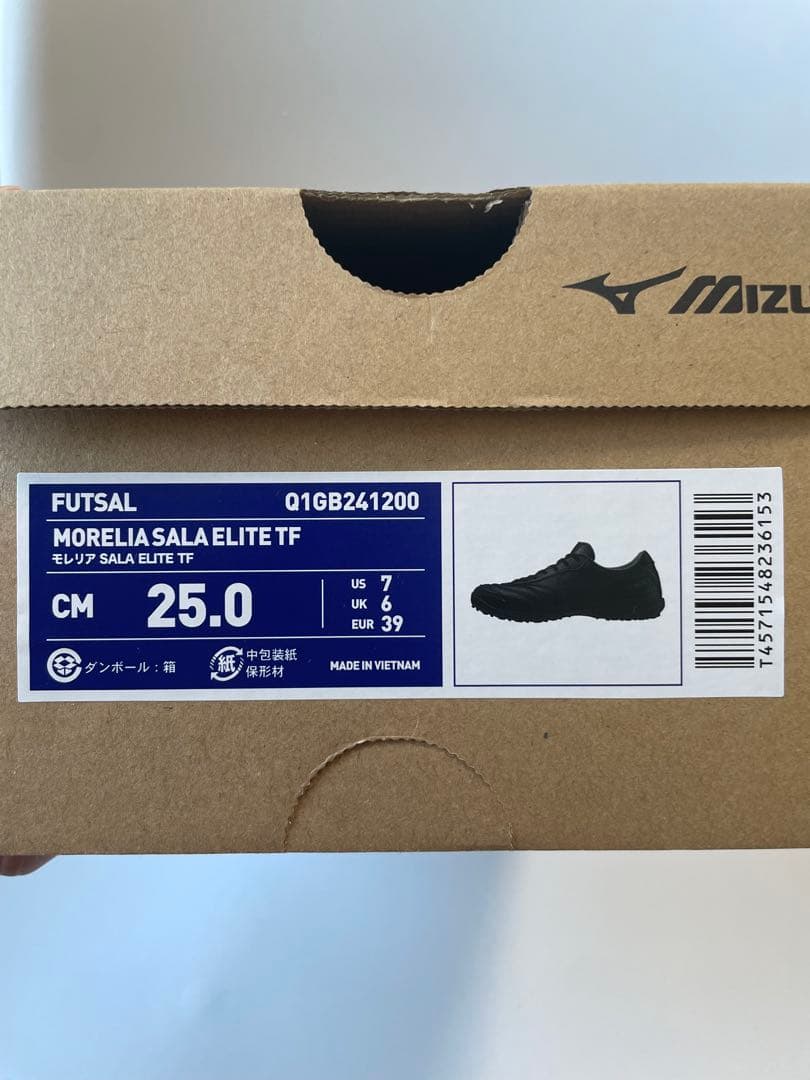 MIZU
FUTSAL Q1GB241200
MORELIA SALA ELITE TF
モレリア SALA ELITE TF
CM 25.0
US 7
UK 6
EUR 39
ダンボール：箱
紙 中包装紙
保形材
MADE IN VIETNAM
T4571548236153